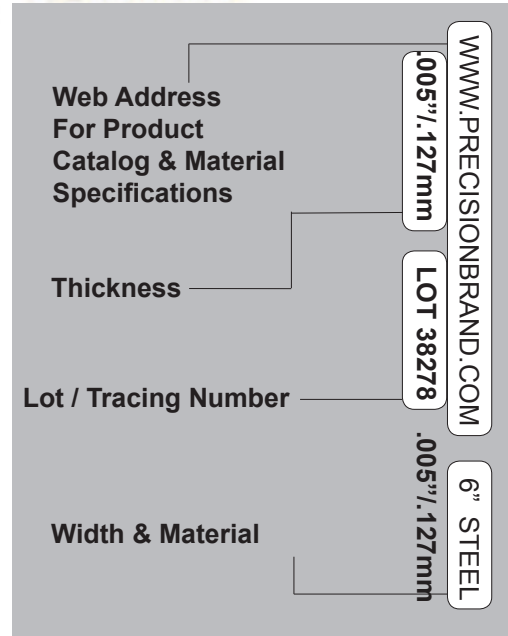 Web Address
For Product
Catalog & Material
Specifications
Thickness
Lot / Tracing Number
Width & Material
WWW.PRECISIONBRAND.COM
.005”/.127mm
LOT 38278
6” STEEL
.005”/.127mm